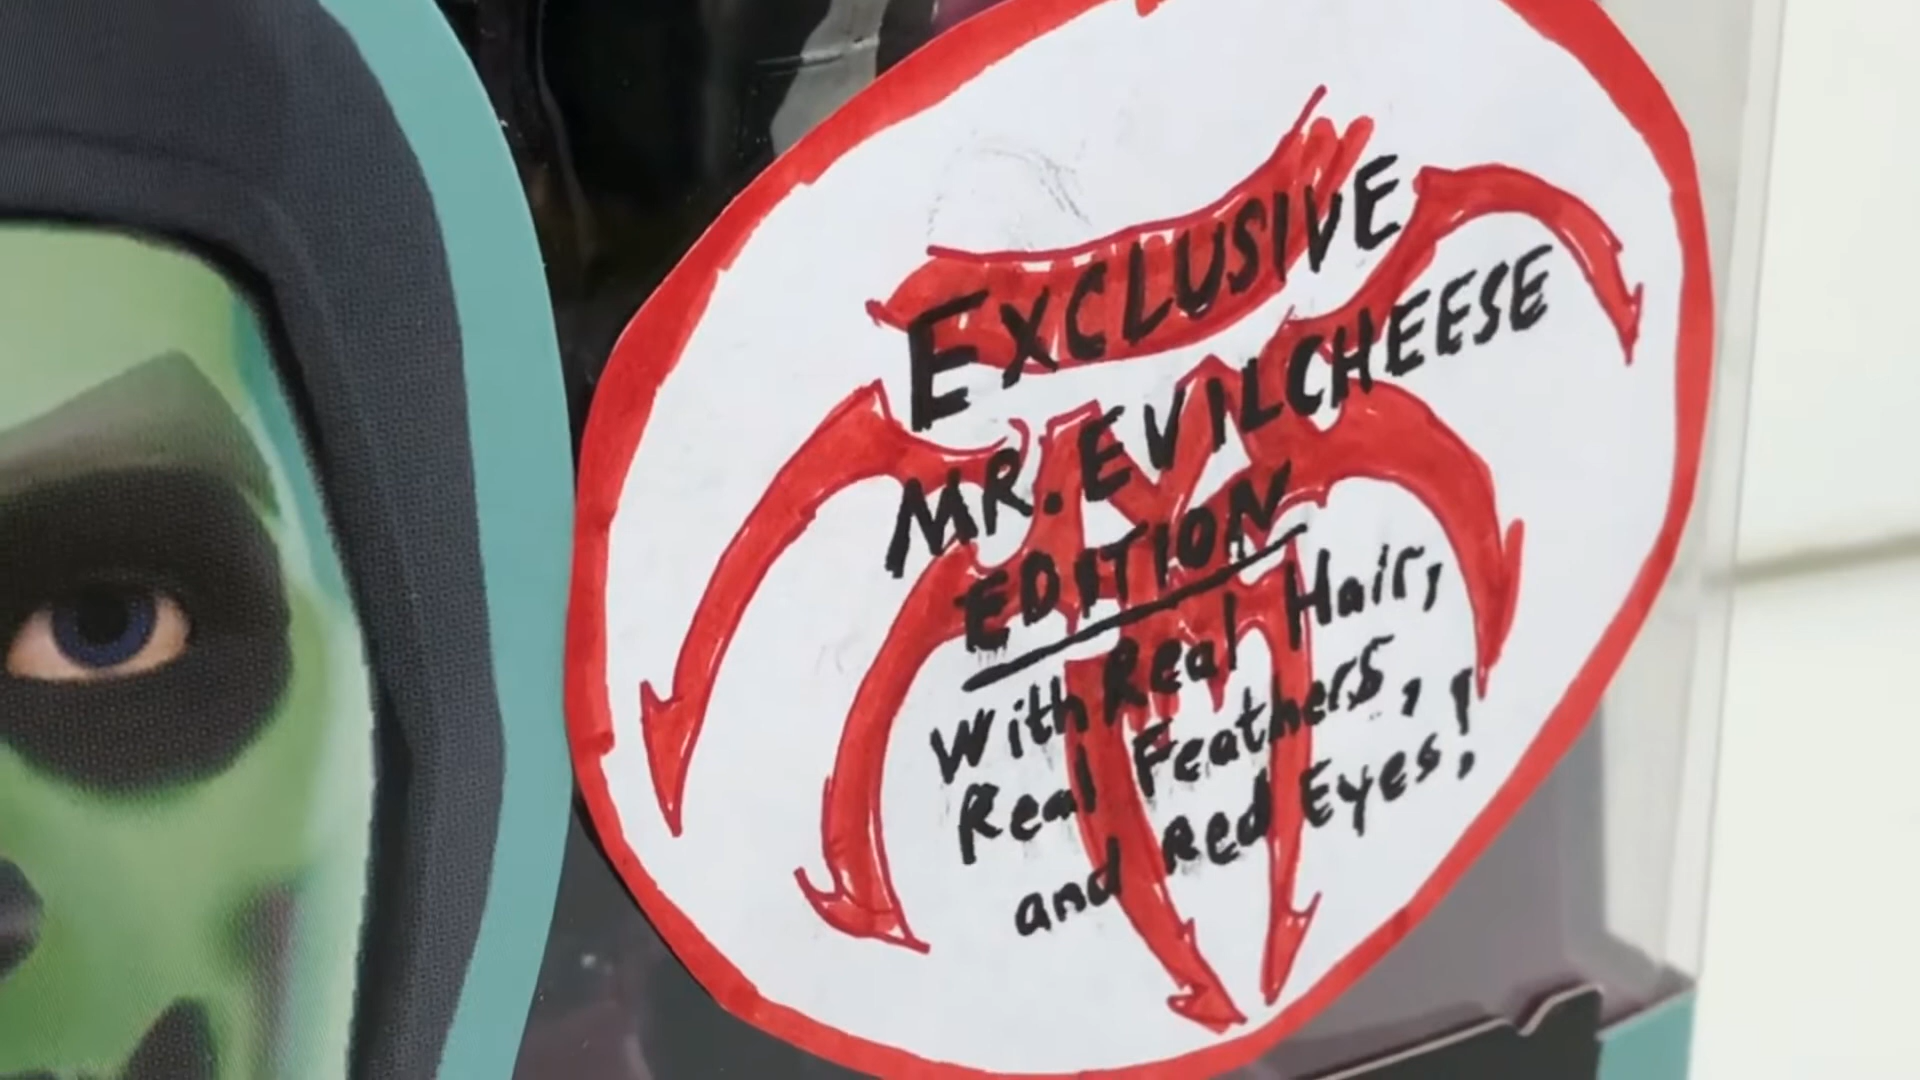 EXCLUSIVE
MR. EVILCHEESE
EDITION
With Real Hair,
Real Feathers,
and Red Eyes!